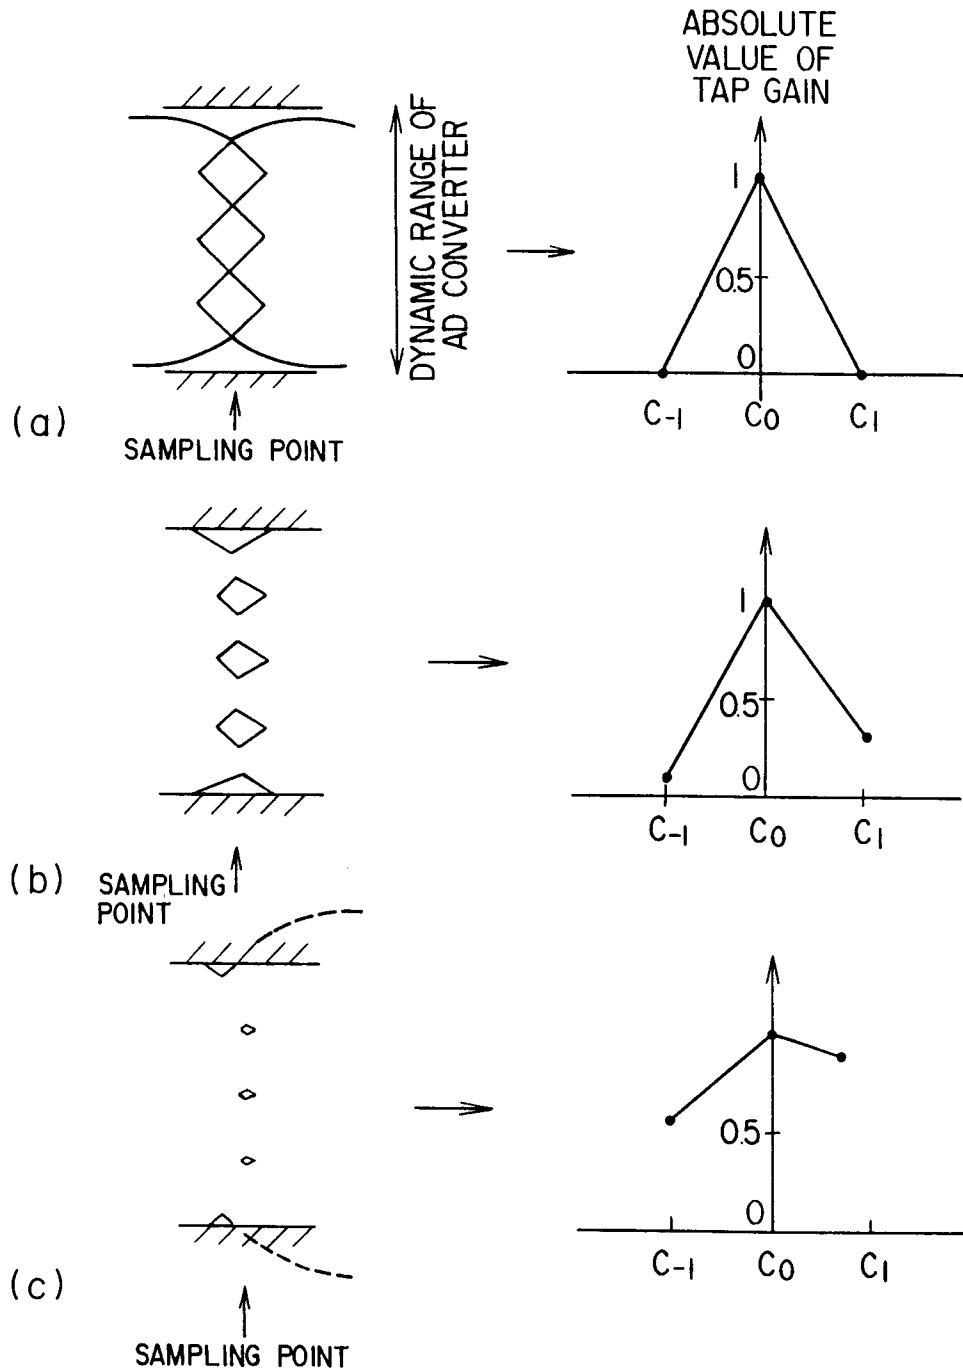 ABSOLUTE
VALUE OF
TAP GAIN
DYNAMIC RANGE OF
AD CONVERTER
1
0.5
0
C-1 C0 C1
(a)
SAMPLING POINT
1
0.5
0
C-1 C0 C1
(b)
SAMPLING
POINT
0.5
0
C-1 C0 C1
(c)
SAMPLING POINT